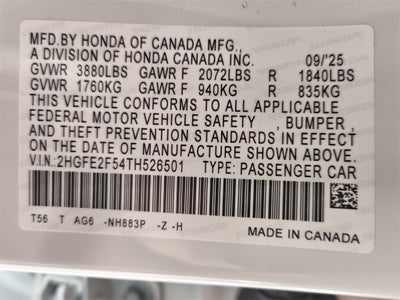 MFD.BY HONDA OF CANADA MFG.,
A DIVISION OF HONDA CANADA INC. 09/'25
GVWR 3880LBS GAWR F 2072LBS R 1840LBS
GVWR 1760KG GAWR F 940KG R 835KG
THIS VEHICLE CONFORMS TO ALL APPLICABLE
FEDERAL MOTOR VEHICLE SAFETY , BUMPER,
AND THEFT PREVENTION STANDARDS IN EFFECT
ON THE DATE OF MANUFACTURE SHOWN ABOVE.
V.I.N.:2HGFE2F54TH526501 TYPE: PASSENGER CAR
T56 T AG6 -NH883P -Z -H
MADE IN CANADA